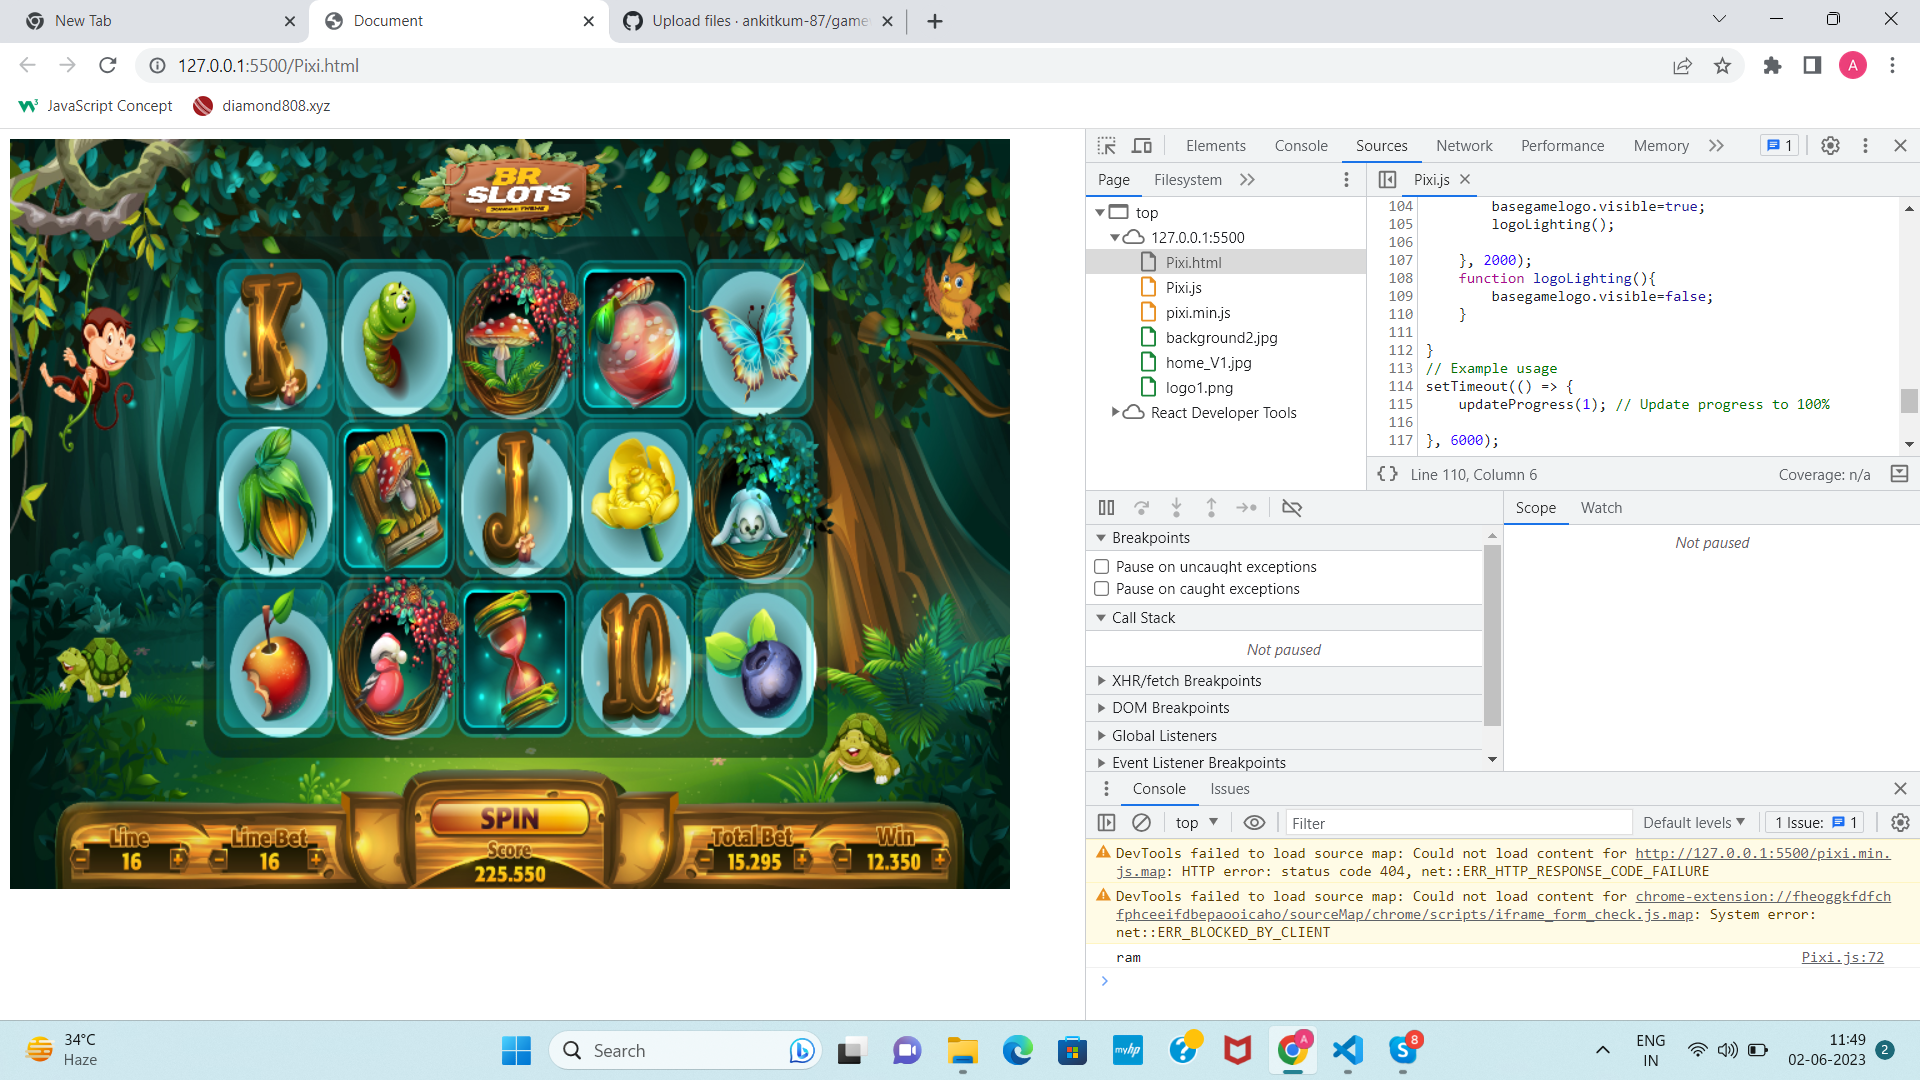 New Tab
Document
Upload files · ankitkum-87/game
127.0.0.1:5500/Pixi.html
A
JavaScript Concept
diamond808.xyz
BR
SLOTS
K
J
10
Line
16
Line Bet
16
SPIN
Score
225.550
Total Bet
15.295
Win
12.350
Elements Console Sources Network Performance Memory 1
Page Filesystem
Pixi.js
top
127.0.0.1:5500
Pixi.html
Pixi.js
pixi.min.js
background2.jpg
home_V1.jpg
logo1.png
React Developer Tools
104 basegamelogo.visible=true;
105 logoLighting();
106
107 }, 2000);
108 function logoLighting(){
109 basegamelogo.visible=false;
110 }
111
112 }
113 // Example usage
114 setTimeout(() => {
115 updateProgress(1); // Update progress to 100%
116
117 }, 6000);
{} Line 110, Column 6 Coverage: n/a
Breakpoints
Pause on uncaught exceptions
Pause on caught exceptions
Call Stack
Not paused
XHR/fetch Breakpoints
DOM Breakpoints
Global Listeners
Event Listener Breakpoints
Scope Watch
Not paused
Console Issues
top Filter Default levels 1 Issue: 1
DevTools failed to load source map: Could not load content for http://127.0.0.1:5500/pixi.min.
js.map: HTTP error: status code 404, net::ERR_HTTP_RESPONSE_CODE_FAILURE
DevTools failed to load source map: Could not load content for chrome-extension://fheoggkfdfch
fphceeifdbepaooicaho/sourceMap/chrome/scripts/iframe_form_check.js.map: System error:
net::ERR_BLOCKED_BY_CLIENT
ram Pixi.js:72
34°C
Haze
Search
myhp
A
8
ENG
IN
11:49
02-06-2023
2